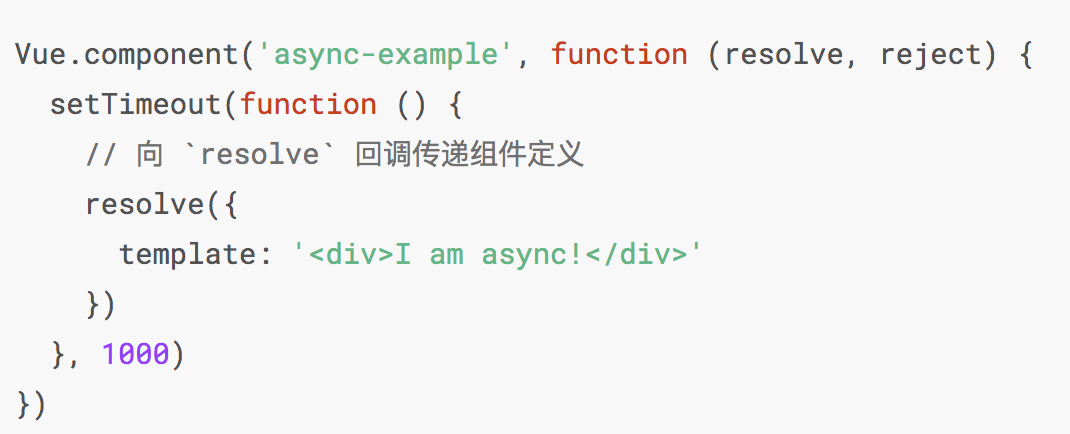 Vue.component('async-example', function (resolve, reject) {
  setTimeout(function () {
    // 向 `resolve` 回调传递组件定义
    resolve({
      template: '<div>I am async!</div>'
    })
  }, 1000)
})